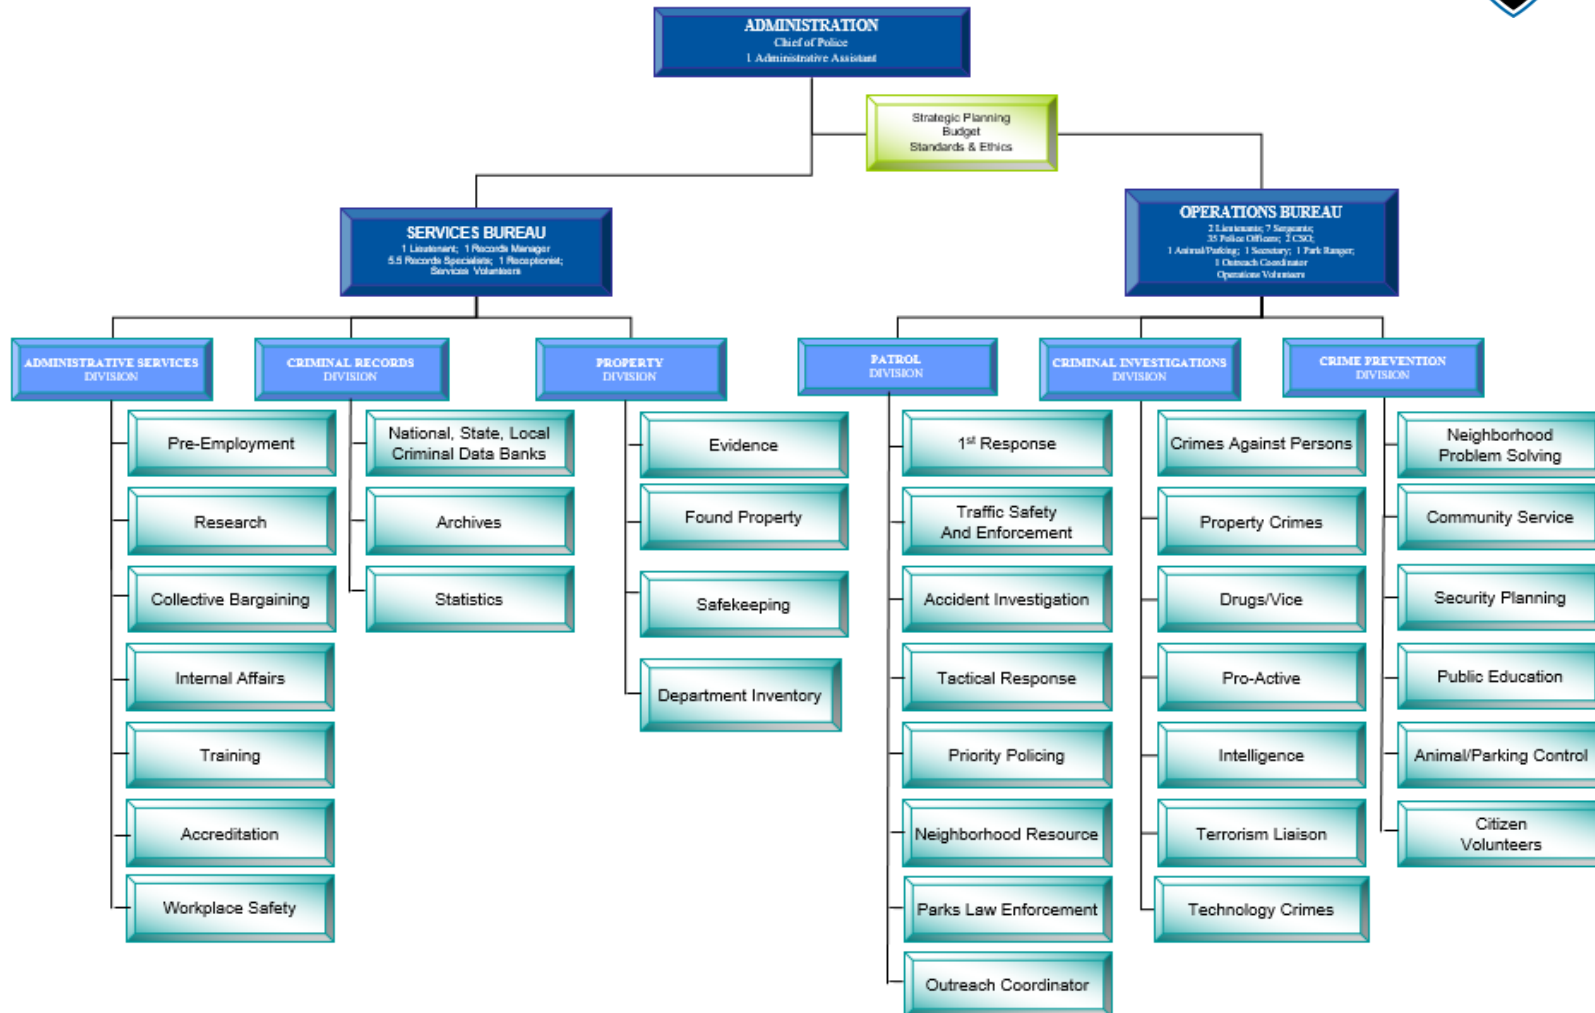 ADMINISTRATION
Chief of Police
1 Administrative Assistant
Strategic Planning
Budget
Standards & Ethics
SERVICES BUREAU
1 Lieutenant; 1 Records Manager
5.5 Records Specialists; 1 Receptionist;
Services Volunteers
OPERATIONS BUREAU
2 Lieutenants; 7 Sergeants;
35 Police Officers; 2 CSO;
1 Animal/Parking; 1 Secretary; 1 Park Ranger;
1 Outreach Coordinator
Operations Volunteers
ADMINISTRATIVE SERVICES
DIVISION
Pre-Employment
Research
Collective Bargaining
Internal Affairs
Training
Accreditation
Workplace Safety
CRIMINAL RECORDS
DIVISION
National, State, Local
Criminal Data Banks
Archives
Statistics
PROPERTY
DIVISION
Evidence
Found Property
Safekeeping
Department Inventory
PATROL
DIVISION
1st Response
Traffic Safety
And Enforcement
Accident Investigation
Tactical Response
Priority Policing
Neighborhood Resource
Parks Law Enforcement
Outreach Coordinator
CRIMINAL INVESTIGATIONS
DIVISION
Crimes Against Persons
Property Crimes
Drugs/Vice
Pro-Active
Intelligence
Terrorism Liaison
Technology Crimes
CRIME PREVENTION
DIVISION
Neighborhood
Problem Solving
Community Service
Security Planning
Public Education
Animal/Parking Control
Citizen
Volunteers